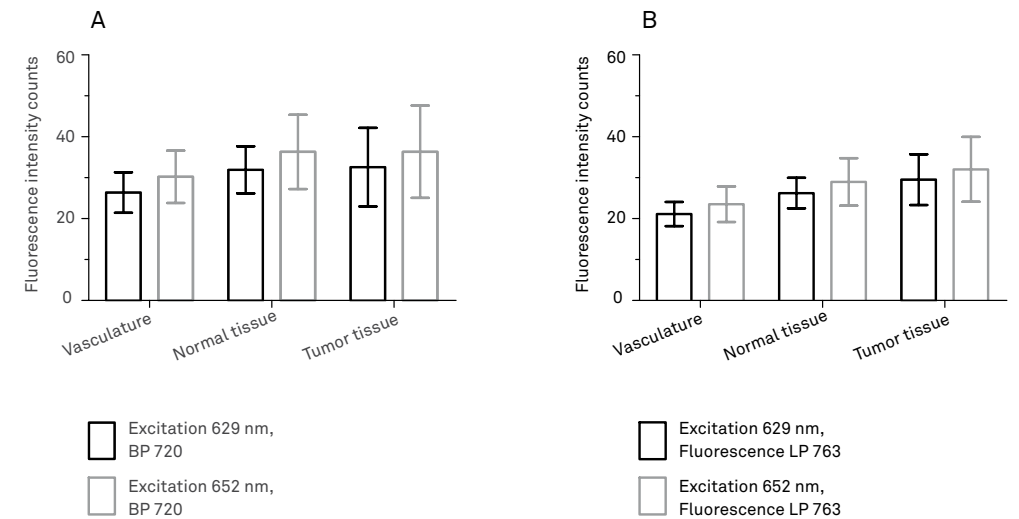 A
Fluorescence intensity counts
60
40
20
0
Vasculature
Normal tissue
Tumor tissue
Excitation 629 nm,
BP 720
Excitation 652 nm,
BP 720
B
Fluorescence intensity counts
60
40
20
0
Vasculature
Normal tissue
Tumor tissue
Excitation 629 nm,
Fluorescence LP 763
Excitation 652 nm,
Fluorescence LP 763